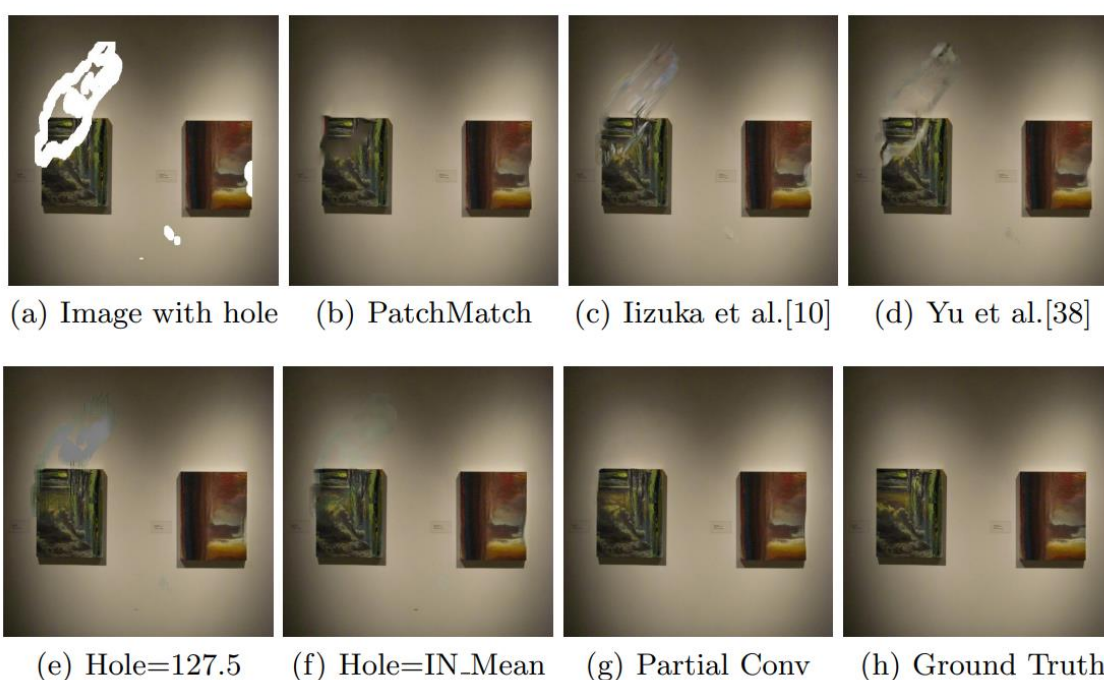 (a) Image with hole
(b) PatchMatch
(c) Iizuka et al.[10]
(d) Yu et al.[38]
(e) Hole=127.5
(f) Hole=IN_Mean
(g) Partial Conv
(h) Ground Truth